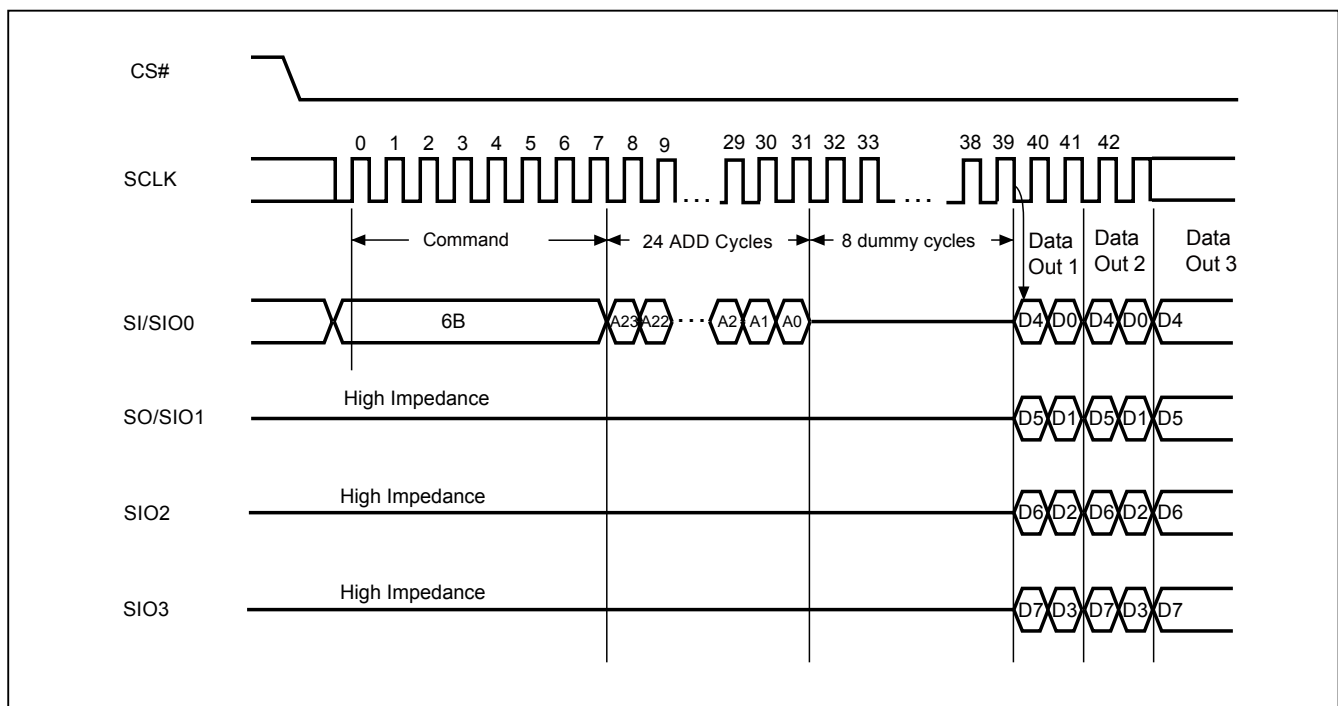 CS#
0 1 2 3 4 5 6 7 8 9 29 30 31 32 33 38 39 40 41 42
SCLK
Command 24 ADD Cycles 8 dummy cycles Data Out 1 Data Out 2 Data Out 3
SI/SIO0 6B A23 A22 A2 A1 A0 D4 D0 D4 D0 D4
High Impedance
SO/SIO1 D5 D1 D5 D1 D5
High Impedance
SIO2 D6 D2 D6 D2 D6
High Impedance
SIO3 D7 D3 D7 D3 D7